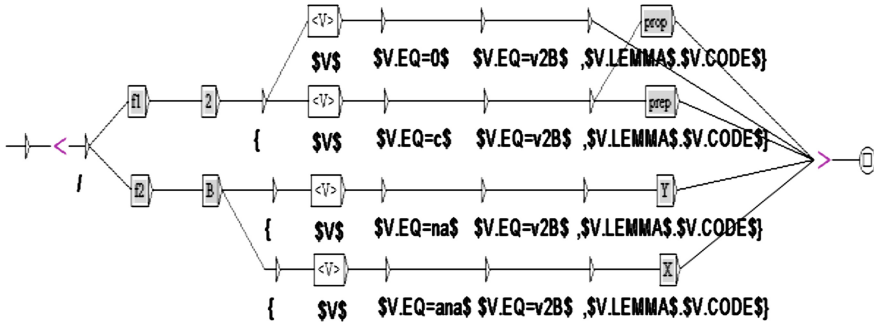 <V> prop
$V$ $V.EQ=0$ $V.EQ=v2B$ ,$V.LEMMA$.$V.CODE$}
f1 2 <V> prep
{ $V$ $V.EQ=c$ $V.EQ=v2B$ ,$V.LEMMA$.$V.CODE$}
< >
/
f2 B <V> Y
{ $V$ $V.EQ=na$ $V.EQ=v2B$ ,$V.LEMMA$.$V.CODE$}
<V> X
{ $V$ $V.EQ=ana$ $V.EQ=v2B$ ,$V.LEMMA$.$V.CODE$}